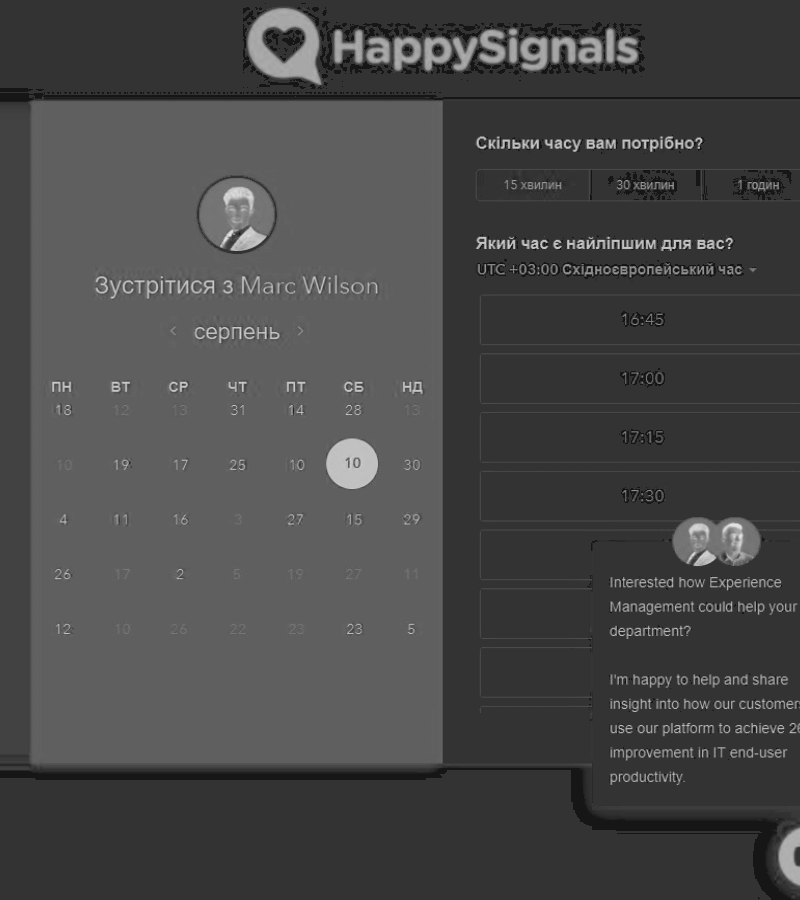 HappySignals
Зустрітися з Marc Wilson
серпень
ПН ВТ СР ЧТ ПТ СБ НД
18 12 13 31 14 28 13
10 19 17 25 10 10 30
4 11 16 3 27 15 29
26 17 2 5 19 27 11
12 10 26 22 23 23 5
Скільки часу вам потрібно?
15 хвилин 30 хвилин 1 годин
Який час є найліпшим для вас?
UTC +03:00 Східноєвропейський час
16:45
17:00
17:15
17:30
Interested how Experience
Management could help your
department?
I'm happy to help and share
insight into how our customers
use our platform to achieve 26
improvement in IT end-user
productivity.